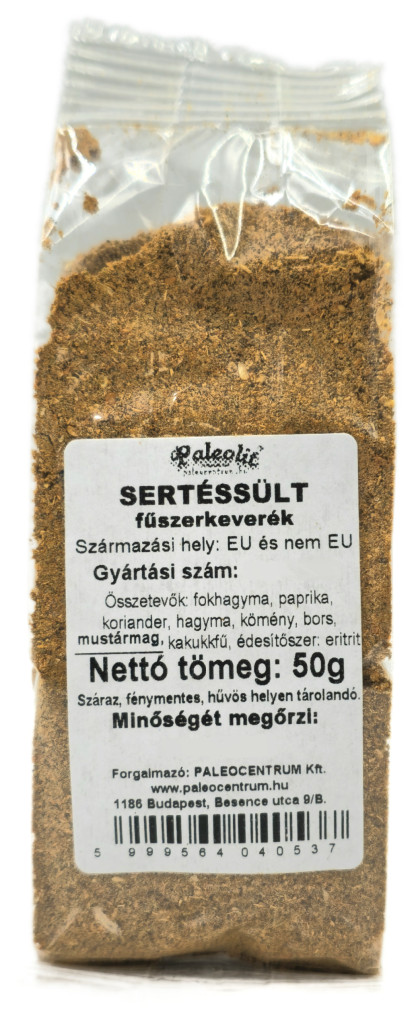 Paleolit
paleocentrum.hu
SERTÉSSÜLT
fűszerkeverék
Származási hely: EU és nem EU
Gyártási szám:
Összetevők: fokhagyma, paprika,
koriander, hagyma, kömény, bors,
mustármag, kakukkfű, édesítőszer: eritrit
Nettó tömeg: 50g
Száraz, fénymentes, hűvös helyen tárolandó.
Minőségét megőrzi:
Forgalmazó: PALEOCENTRUM Kft.
www.paleocentrum.hu
1186 Budapest, Besence utca 9/B.
5 999564 040537